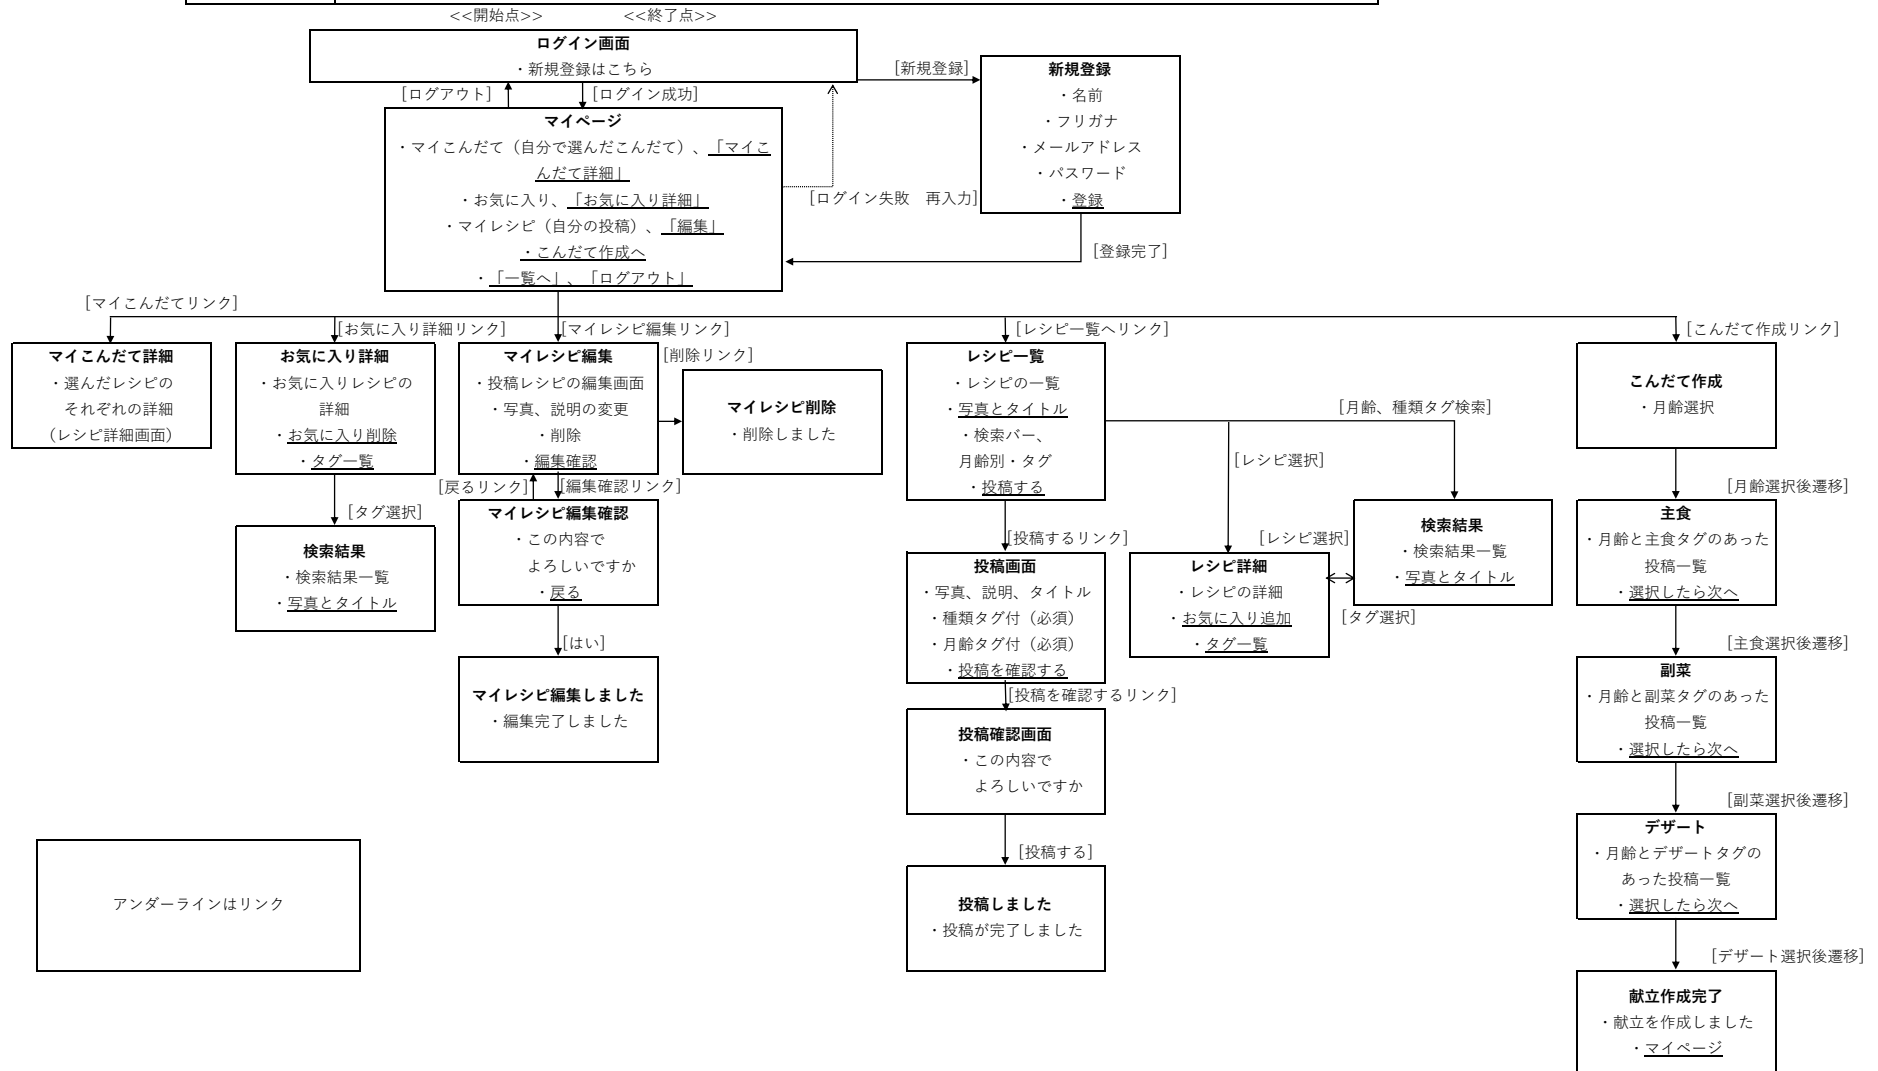 <<開始点>>
<<終了点>>
ログイン画面
・新規登録はこちら
[新規登録]
新規登録
・名前
・フリガナ
・メールアドレス
・パスワード
・登録
[ログアウト]
[ログイン成功]
マイページ
・マイこんだて（自分で選んだこんだて）、「マイこ
んだて詳細」
・お気に入り、「お気に入り詳細」
・マイレシピ（自分の投稿）、「編集」
・こんだて作成へ
・「一覧へ」、「ログアウト」
[ログイン失敗　再入力]
[登録完了]
[マイこんだてリンク]
[お気に入り詳細リンク]
[マイレシピ編集リンク]
[レシピ一覧へリンク]
[こんだて作成リンク]
マイこんだて詳細
・選んだレシピの
それぞれの詳細
（レシピ詳細画面）
お気に入り詳細
・お気に入りレシピの
詳細
・お気に入り削除
・タグ一覧
[タグ選択]
検索結果
・検索結果一覧
・写真とタイトル
マイレシピ編集
・投稿レシピの編集画面
・写真、説明の変更
・削除
・編集確認
[削除リンク]
マイレシピ削除
・削除しました
[戻るリンク]
[編集確認リンク]
マイレシピ編集確認
・この内容で
よろしいですか
・戻る
[はい]
マイレシピ編集しました
・編集完了しました
レシピ一覧
・レシピの一覧
・写真とタイトル
・検索バー、
月齢別・タグ
・投稿する
[月齢、種類タグ検索]
[レシピ選択]
[投稿するリンク]
投稿画面
・写真、説明、タイトル
・種類タグ付（必須）
・月齢タグ付（必須）
・投稿を確認する
[投稿を確認するリンク]
投稿確認画面
・この内容で
よろしいですか
[投稿する]
投稿しました
・投稿が完了しました
[レシピ選択]
レシピ詳細
・レシピの詳細
・お気に入り追加
・タグ一覧
検索結果
・検索結果一覧
・写真とタイトル
[タグ選択]
こんだて作成
・月齢選択
[月齢選択後遷移]
主食
・月齢と主食タグのあった
投稿一覧
・選択したら次へ
[主食選択後遷移]
副菜
・月齢と副菜タグのあった
投稿一覧
・選択したら次へ
[副菜選択後遷移]
デザート
・月齢とデザートタグの
あった投稿一覧
・選択したら次へ
[デザート選択後遷移]
献立作成完了
・献立を作成しました
・マイページ
アンダーラインはリンク